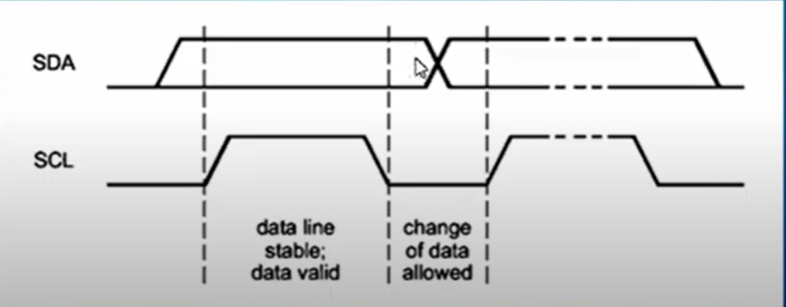 SDA
SCL
data line
stable;
data valid
change
of data
allowed